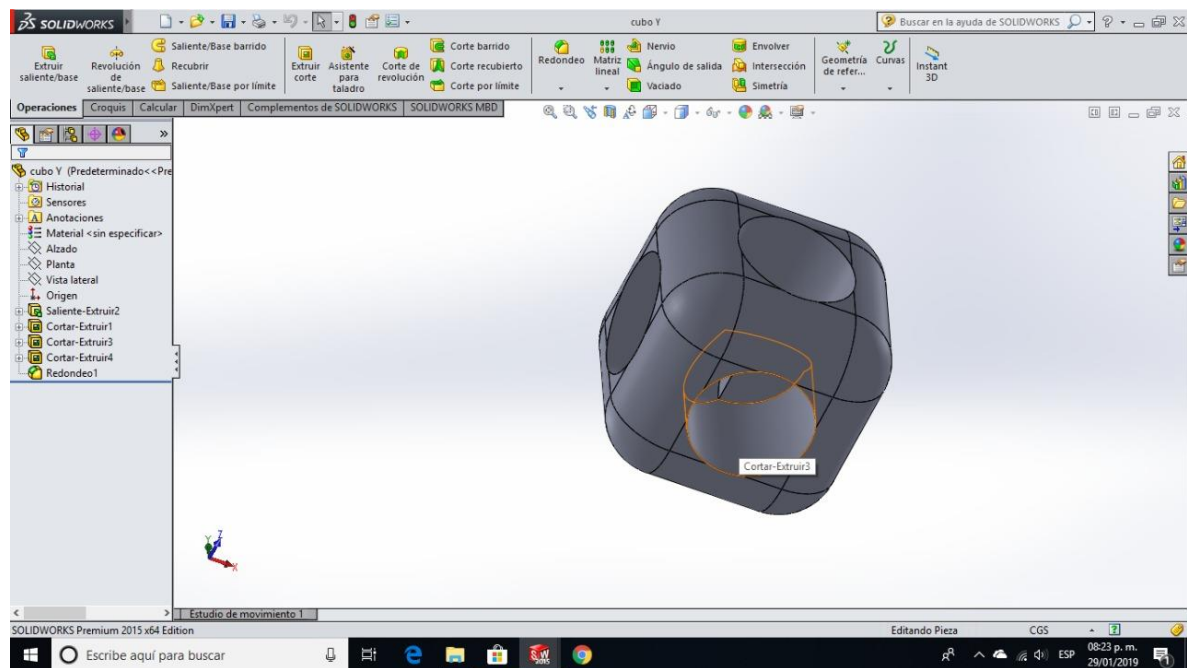 SOLIDWORKS
cubo Y
Buscar en la ayuda de SOLIDWORKS
Extruir saliente/base
Revolución de saliente/base
Saliente/Base barrido
Recubrir
Saliente/Base por límite
Extruir corte
Asistente para taladro
Corte de revolución
Corte barrido
Corte recubierto
Corte por límite
Redondeo
Matriz lineal
Nervio
Ángulo de salida
Vaciado
Envolver
Intersección
Simetría
Geometría de refer...
Curvas
Instant 3D
Operaciones
Croquis
Calcular
DimXpert
Complementos de SOLIDWORKS
SOLIDWORKS MBD
cubo Y (Predeterminado<<Pre
Historial
Sensores
Anotaciones
Material <sin especificar>
Alzado
Planta
Vista lateral
Origen
Saliente-Extruir2
Cortar-Extruir1
Cortar-Extruir3
Cortar-Extruir4
Redondeo1
Cortar-Extruir3
Z
Y
X
Estudio de movimiento 1
SOLIDWORKS Premium 2015 x64 Edition
Editando Pieza
CGS
Escribe aquí para buscar
ESP
08:23 p. m.
29/01/2019